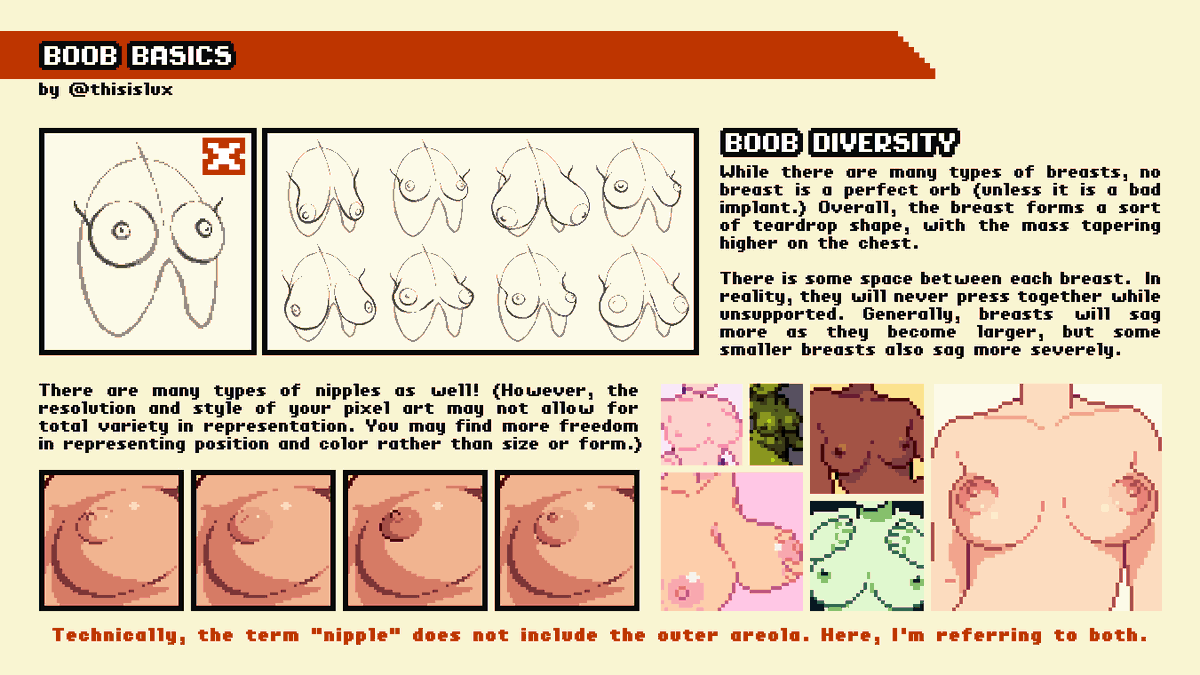 BOOB BASICS
by @thisislux
BOOB DIVERSITY
While there are many types of breasts, no
breast is a perfect orb (unless it is a bad
implant.) Overall, the breast forms a sort
of teardrop shape, with the mass tapering
higher on the chest.
There is some space between each breast. In
reality, they will never press together while
unsupported. Generally, breasts will sag
more as they become larger, but some
smaller breasts also sag more severely.
There are many types of nipples as well! (However, the
resolution and style of your pixel art may not allow for
total variety in representation. You may find more freedom
in representing position and color rather than size or form.)
Technically, the term "nipple" does not include the outer areola. Here, I'm referring to both.